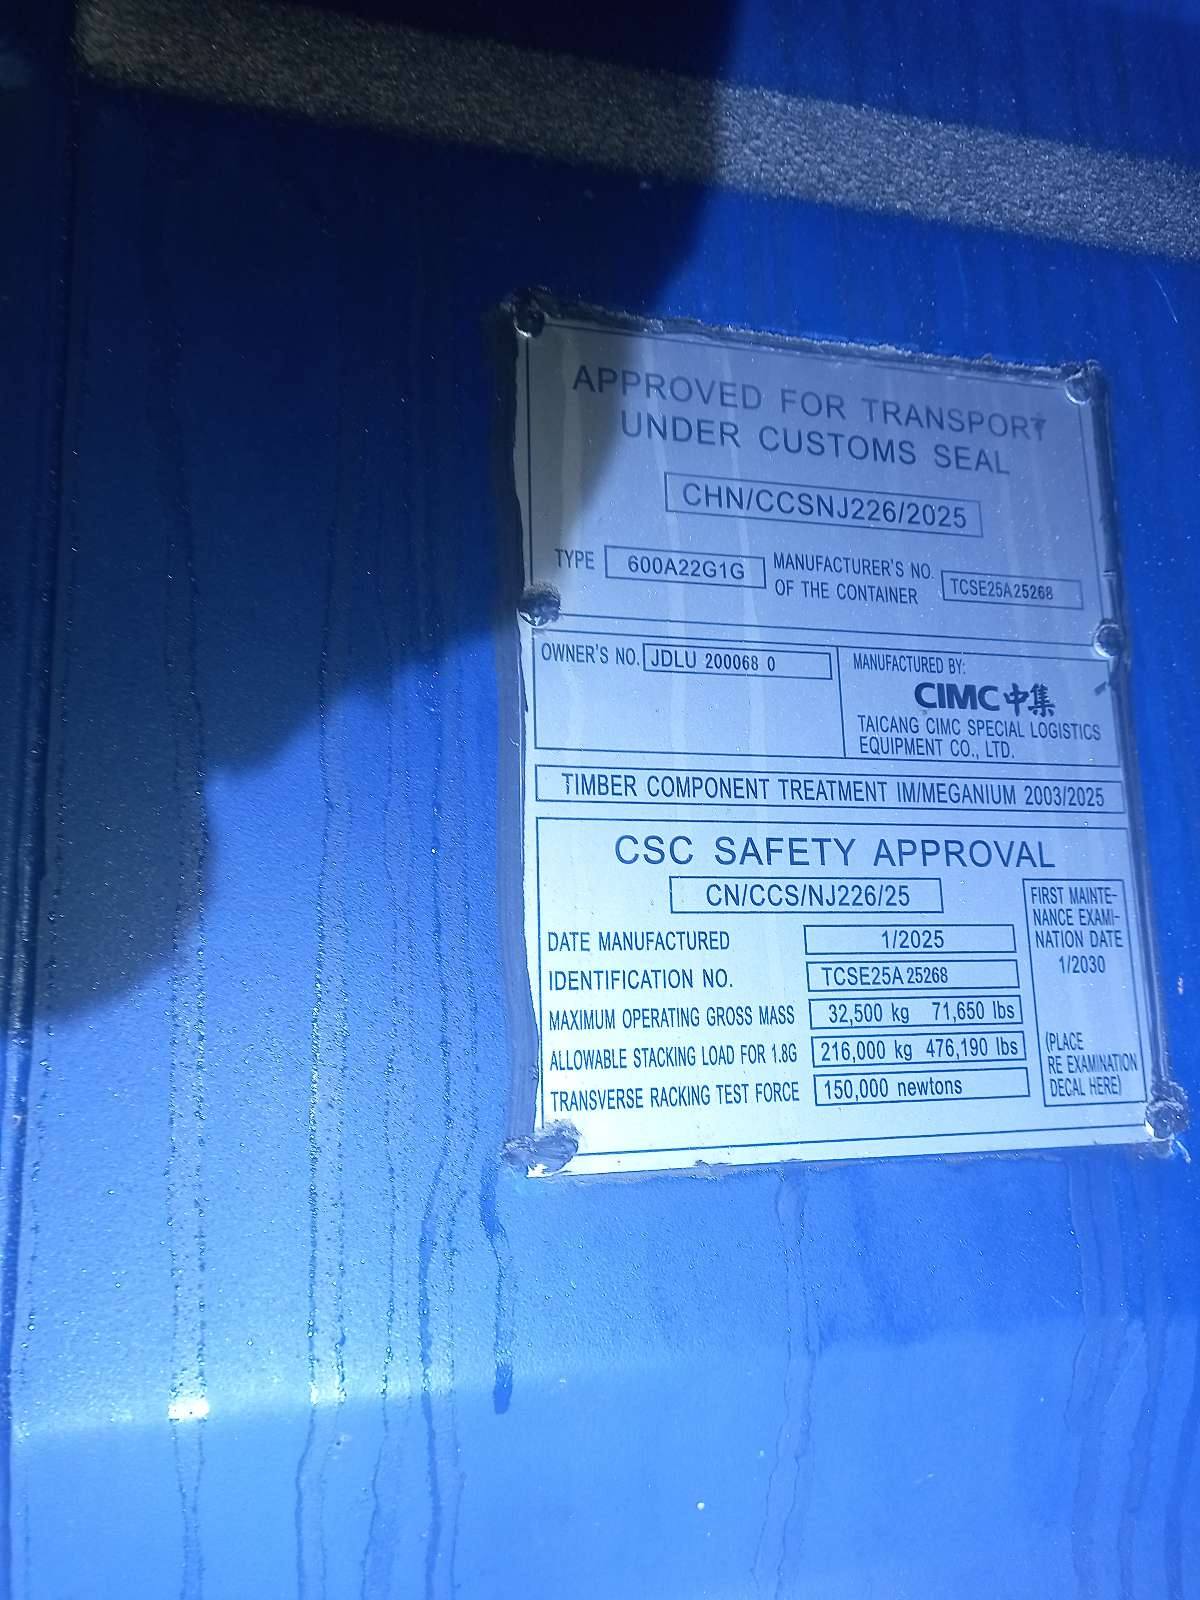 APPROVED FOR TRANSPORT
UNDER CUSTOMS SEAL
CHN/CCSNJ226/2025
TYPE 600A22G1G MANUFACTURER'S NO.
OF THE CONTAINER TCSE25A25268
OWNER'S NO. JDLU 200068 0
MANUFACTURED BY:
CIMC中集
TAICANG CIMC SPECIAL LOGISTICS
EQUIPMENT CO., LTD.
TIMBER COMPONENT TREATMENT IM/MEGANIUM 2003/2025
CSC SAFETY APPROVAL
CN/CCS/NJ226/25
DATE MANUFACTURED 1/2025
IDENTIFICATION NO. TCSE25A25268
MAXIMUM OPERATING GROSS MASS 32,500 kg 71,650 lbs
ALLOWABLE STACKING LOAD FOR 1.8G 216,000 kg 476,190 lbs
TRANSVERSE RACKING TEST FORCE 150,000 newtons
FIRST MAINTE-
NANCE EXAMI-
NATION DATE
1/2030
(PLACE
RE EXAMINATION
DECAL HERE)